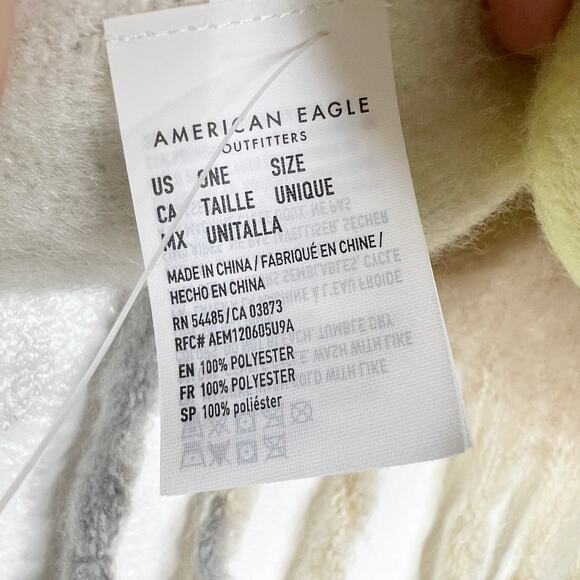 AMERICAN EAGLE
OUTFITTERS
US ONE SIZE
CA TAILLE UNIQUE
MX UNITALLA
MADE IN CHINA / FABRIQUÉ EN CHINE /
HECHO EN CHINA
RN 54485 / CA 03873
RFC# AEM120605U9A
EN 100% POLYESTER
FR 100% POLYESTER
SP 100% poliéster